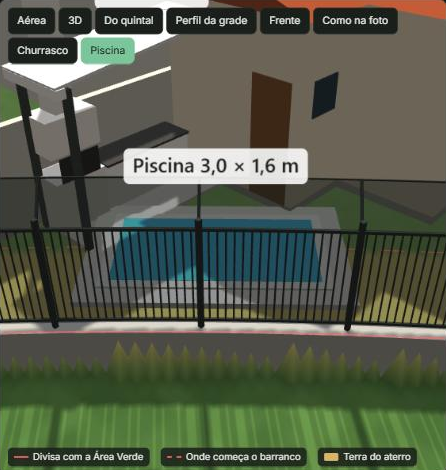 Aérea
3D
Do quintal
Perfil da grade
Frente
Como na foto
Churrasco
Piscina
Piscina 3,0 × 1,6 m
Divisa com a Área Verde
Onde começa o barranco
Terra do aterro